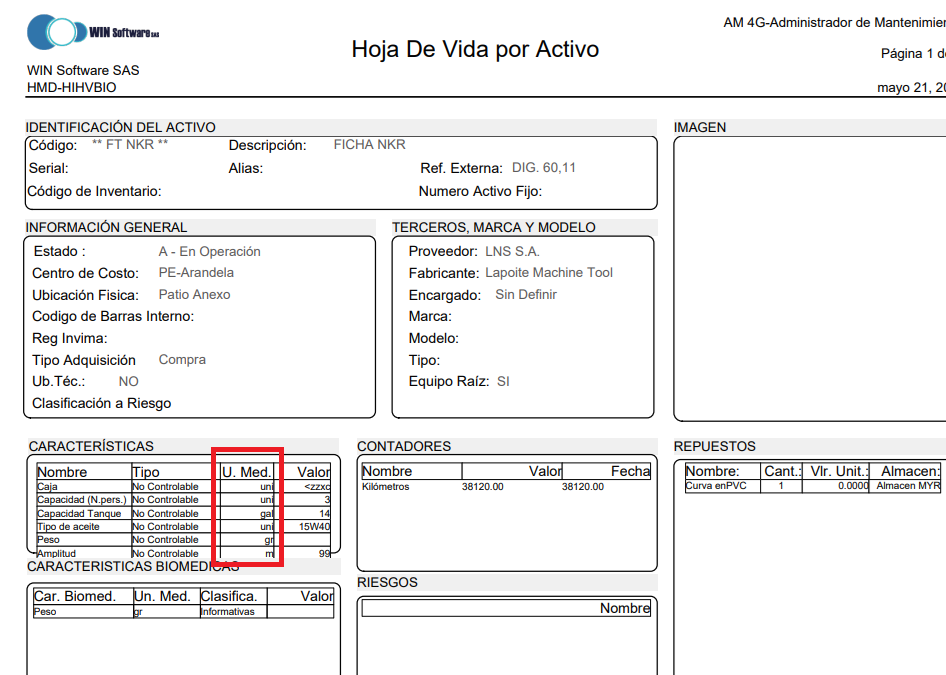 WIN Software SAS
AM 4G-Administrador de Mantenimie
Hoja De Vida por Activo
Página 1 de
WIN Software SAS
HMD-HIHVBIO
mayo 21, 20
IDENTIFICACIÓN DEL ACTIVO
Código: ** FT NKR ** Descripción: FICHA NKR
Serial: Alias: Ref. Externa: DIG. 60,11
Código de Inventario: Numero Activo Fijo:
IMAGEN
INFORMACIÓN GENERAL
Estado : A - En Operación
Centro de Costo: PE-Arandela
Ubicación Fisica: Patio Anexo
Codigo de Barras Interno:
Reg Invima:
Tipo Adquisición Compra
Ub.Téc.: NO
Clasificación a Riesgo
TERCEROS, MARCA Y MODELO
Proveedor: LNS S.A.
Fabricante: Lapoite Machine Tool
Encargado: Sin Definir
Marca:
Modelo:
Tipo:
Equipo Raíz: SI
CARACTERÍSTICAS
Nombre Tipo U. Med. Valor
Caja No Controlable uni <zzxc
Capacidad (N.pers.) No Controlable uni 3
Capacidad Tanque No Controlable gal 14
Tipo de aceite No Controlable uni 15W40
Peso No Controlable gr
Amplitud No Controlable m 99
CONTADORES
Nombre Valor Fecha
Kilómetros 38120.00 38120.00
REPUESTOS
Nombre: Cant.: Vlr. Unit.: Almacen:
Curva enPVC 1 0.0000 Almacen MYR
CARACTERISTICAS BIOMEDICAS
Car. Biomed. Un. Med. Clasifica. Valor
Peso gr Informativas
RIESGOS
Nombre